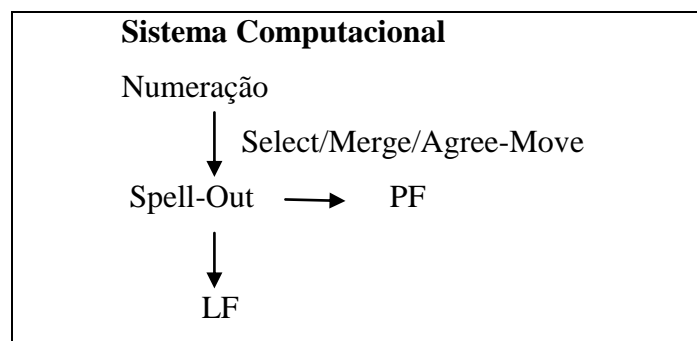 Sistema Computacional
Numeração
Select/Merge/Agree-Move
Spell-Out PF
LF